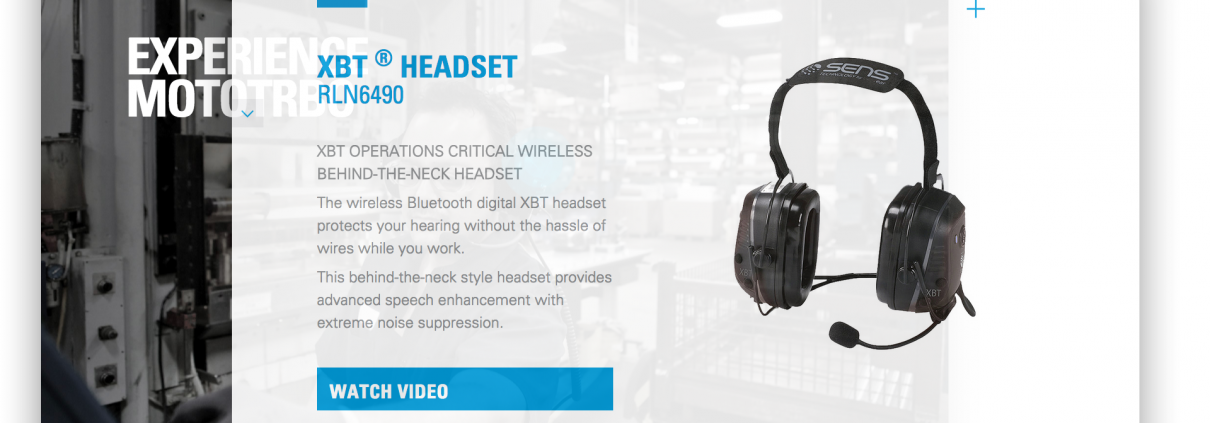 EXPERIENCE
MOTOTRBO
XBT ® HEADSET
RLN6490
XBT OPERATIONS CRITICAL WIRELESS
BEHIND-THE-NECK HEADSET
The wireless Bluetooth digital XBT headset
protects your hearing without the hassle of
wires while you work.
This behind-the-neck style headset provides
advanced speech enhancement with
extreme noise suppression.
WATCH VIDEO
SENS
XBT
XBT